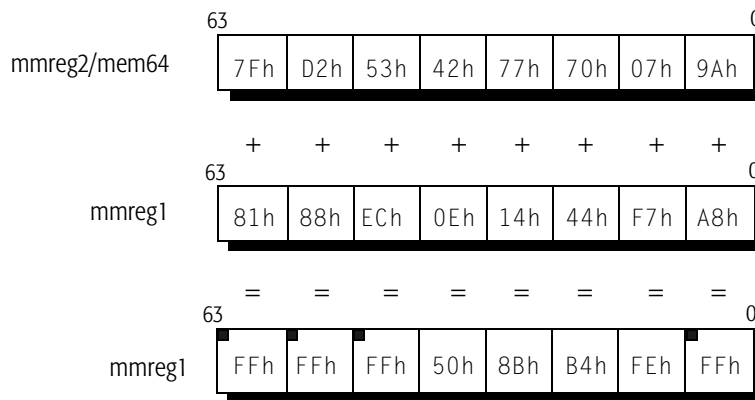 63 0
mmreg2/mem64 7Fh D2h 53h 42h 77h 70h 07h 9Ah
+ + + + + + + +
63 0
mmreg1 81h 88h ECh 0Eh 14h 44h F7h A8h
= = = = = = = =
63 0
mmreg1 FFh FFh FFh 50h 8Bh B4h FEh FFh